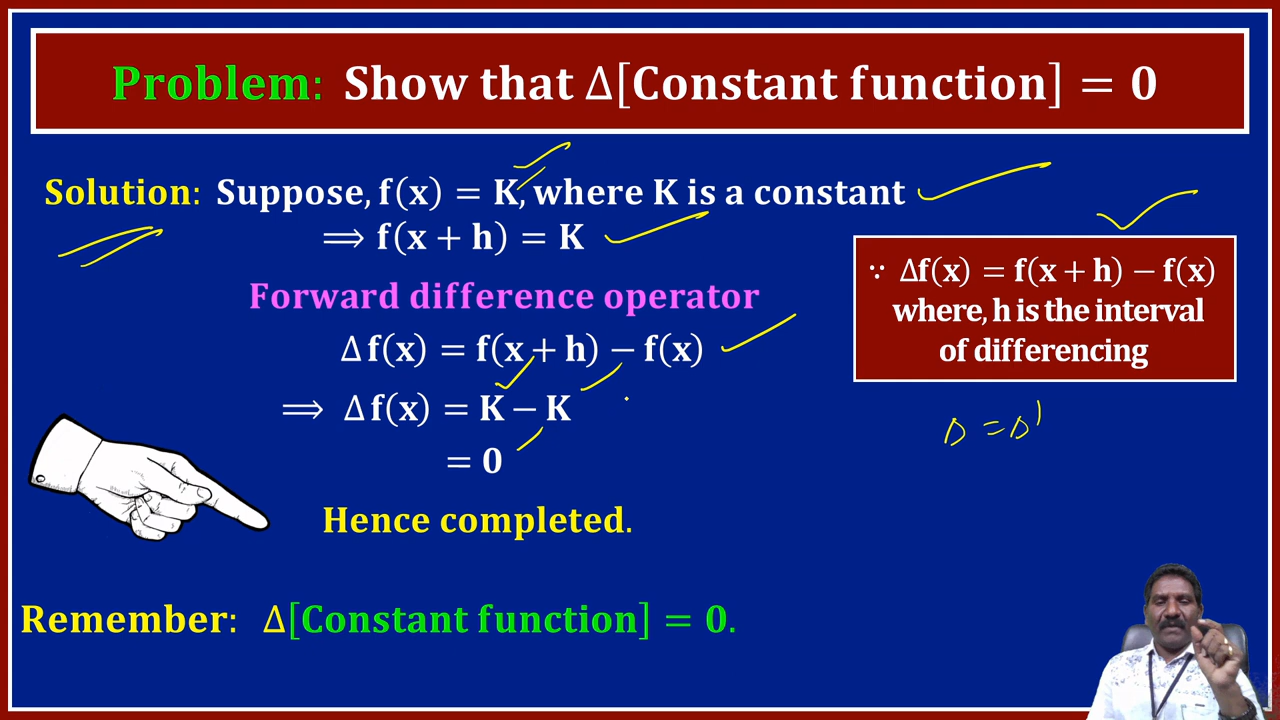 Problem: Show that Δ[Constant function] = 0
Solution: Suppose, f(x) = K, where K is a constant
⟹ f(x + h) = K
∵ Δf(x) = f(x + h) − f(x)
where, h is the interval
of differencing
Forward difference operator
Δ f(x) = f(x + h) − f(x)
⟹ Δ f(x) = K − K
= 0
Hence completed.
Remember: Δ[Constant function] = 0.